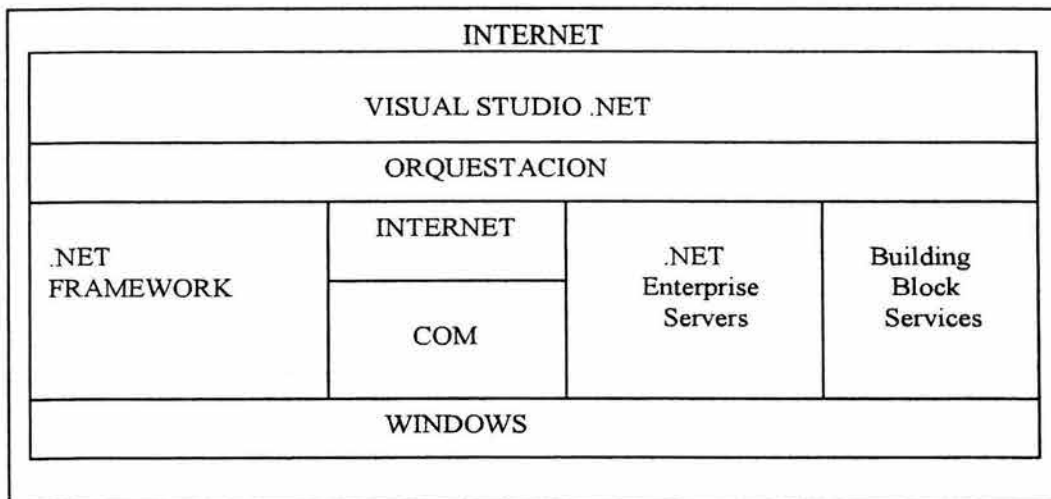 INTERNET
VISUAL STUDIO .NET
ORQUESTACION
.NET
FRAMEWORK
INTERNET
COM
.NET
Enterprise
Servers
Building
Block
Services
WINDOWS